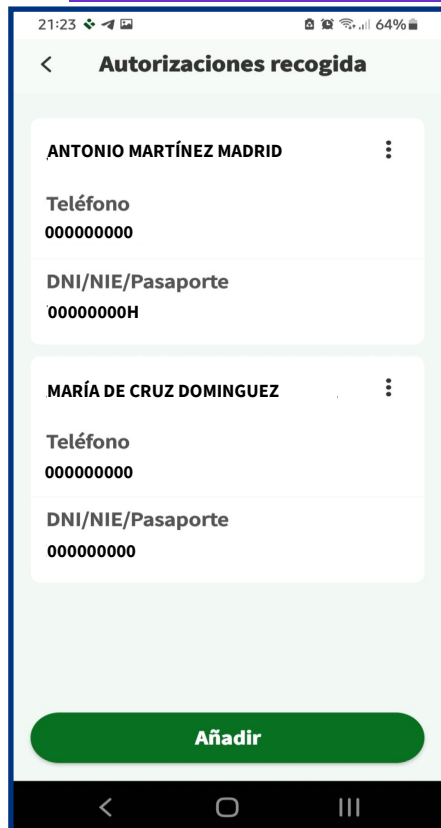 21:23 64%
Autorizaciones recogida
ANTONIO MARTÍNEZ MADRID
Teléfono
000000000
DNI/NIE/Pasaporte
00000000H
MARÍA DE CRUZ DOMINGUEZ
Teléfono
000000000
DNI/NIE/Pasaporte
000000000
Añadir